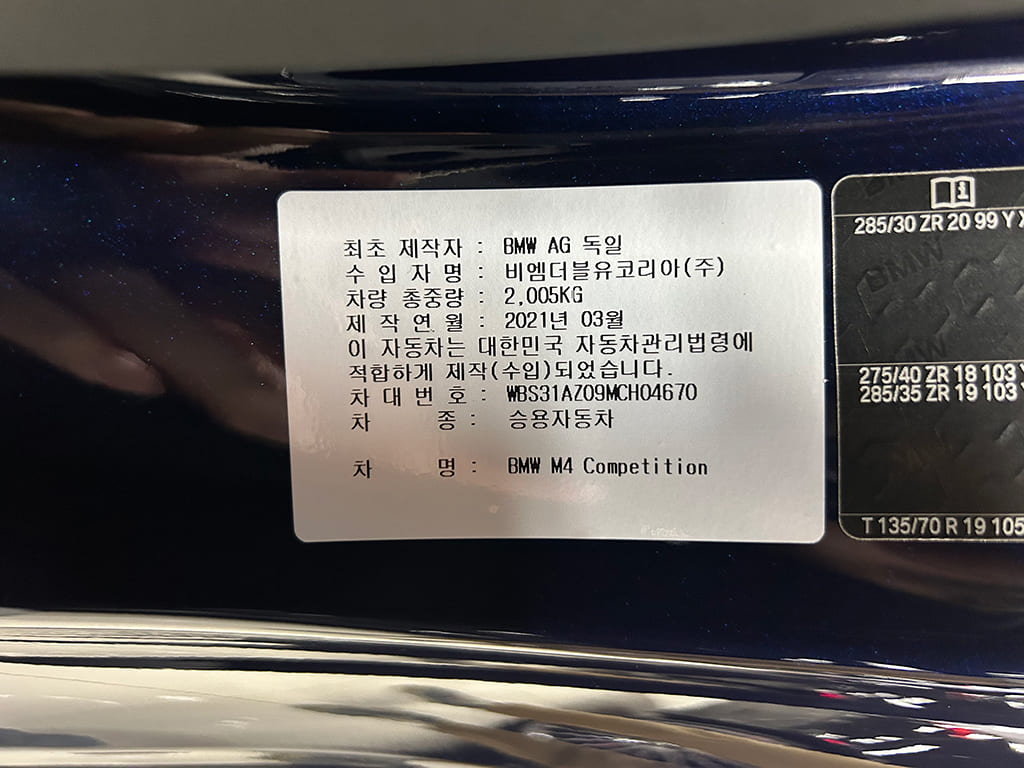 최초 제작자 : BMW AG 독일
수 입 자 명 : 비엠더블유코리아(주)
차량 총중량 : 2,005KG
제 작 연 월 : 2021년 03월
이 자동차는 대한민국 자동차관리법령에
적합하게 제작(수입)되었습니다.
차 대 번 호 : WBS31AZ09MCH04670
차 종 : 승용자동차
차 명 : BMW M4 Competition
285/30 ZR 20 99 Y X
275/40 ZR 18 103 Y
285/35 ZR 19 103 Y
T 135/70 R 19 105
BMW